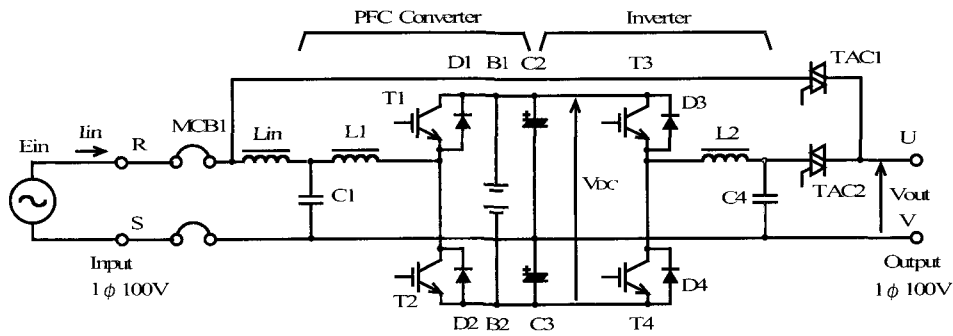 PFC Converter Inverter
D1 B1 C2 T3 TAC1
T1 D3
Ein Iin R MCB1 Lin L1 L2 U
VDC
C1 C4 TAC2 Vout
S V
Input Output
1φ 100V T2 D4 1φ 100V
D2 B2 C3 T4